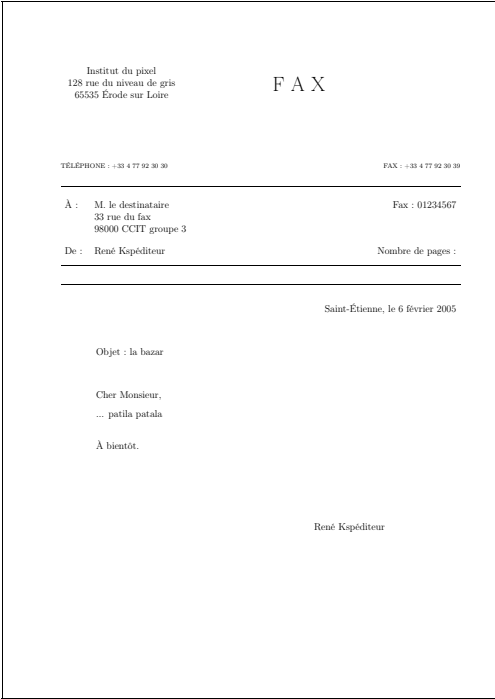 Institut du pixel
128 rue du niveau de gris
65535 Érode sur Loire
F A X
TÉLÉPHONE : +33 4 77 92 30 30
FAX : +33 4 77 92 30 39
À : M. le destinataire
Fax : 01234567
33 rue du fax
98000 CCIT groupe 3
De : René Kspéditeur
Nombre de pages :
Saint-Étienne, le 6 février 2005
Objet : la bazar
Cher Monsieur,
... patila patala
À bientôt.
René Kspéditeur